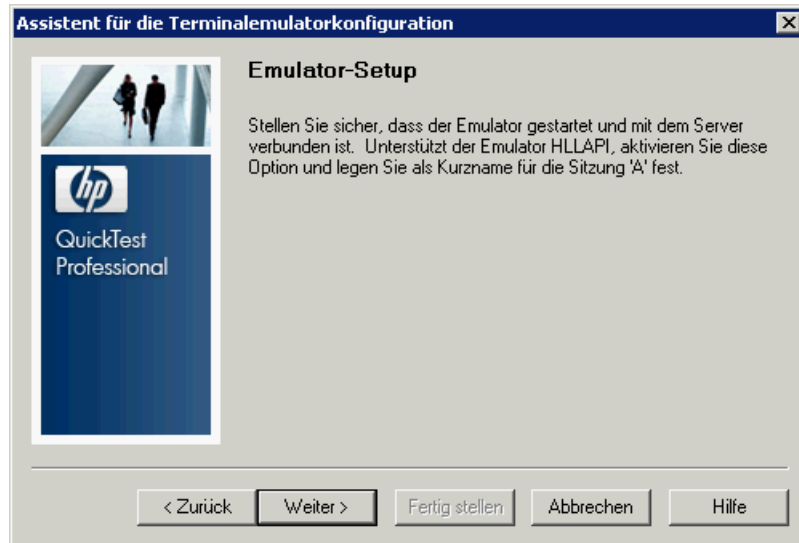 Assistent für die Terminalemulatorkonfiguration
Emulator-Setup
Stellen Sie sicher, dass der Emulator gestartet und mit dem Server
verbunden ist. Unterstützt der Emulator HLLAPI, aktivieren Sie diese
Option und legen Sie als Kurzname für die Sitzung 'A' fest.
hp
QuickTest
Professional
< Zurück
Weiter >
Fertig stellen
Abbrechen
Hilfe